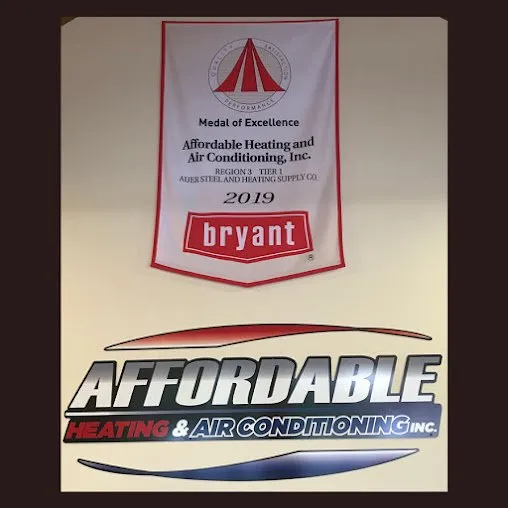 QUALITY SATISFACTION
PERFORMANCE
Medal of Excellence
Affordable Heating and
Air Conditioning, Inc.
REGION 3 TIER 1
AUER STEEL AND HEATING SUPPLY CO.
2019
bryant
®
AFFORDABLE
HEATING & AIR CONDITIONING INC.